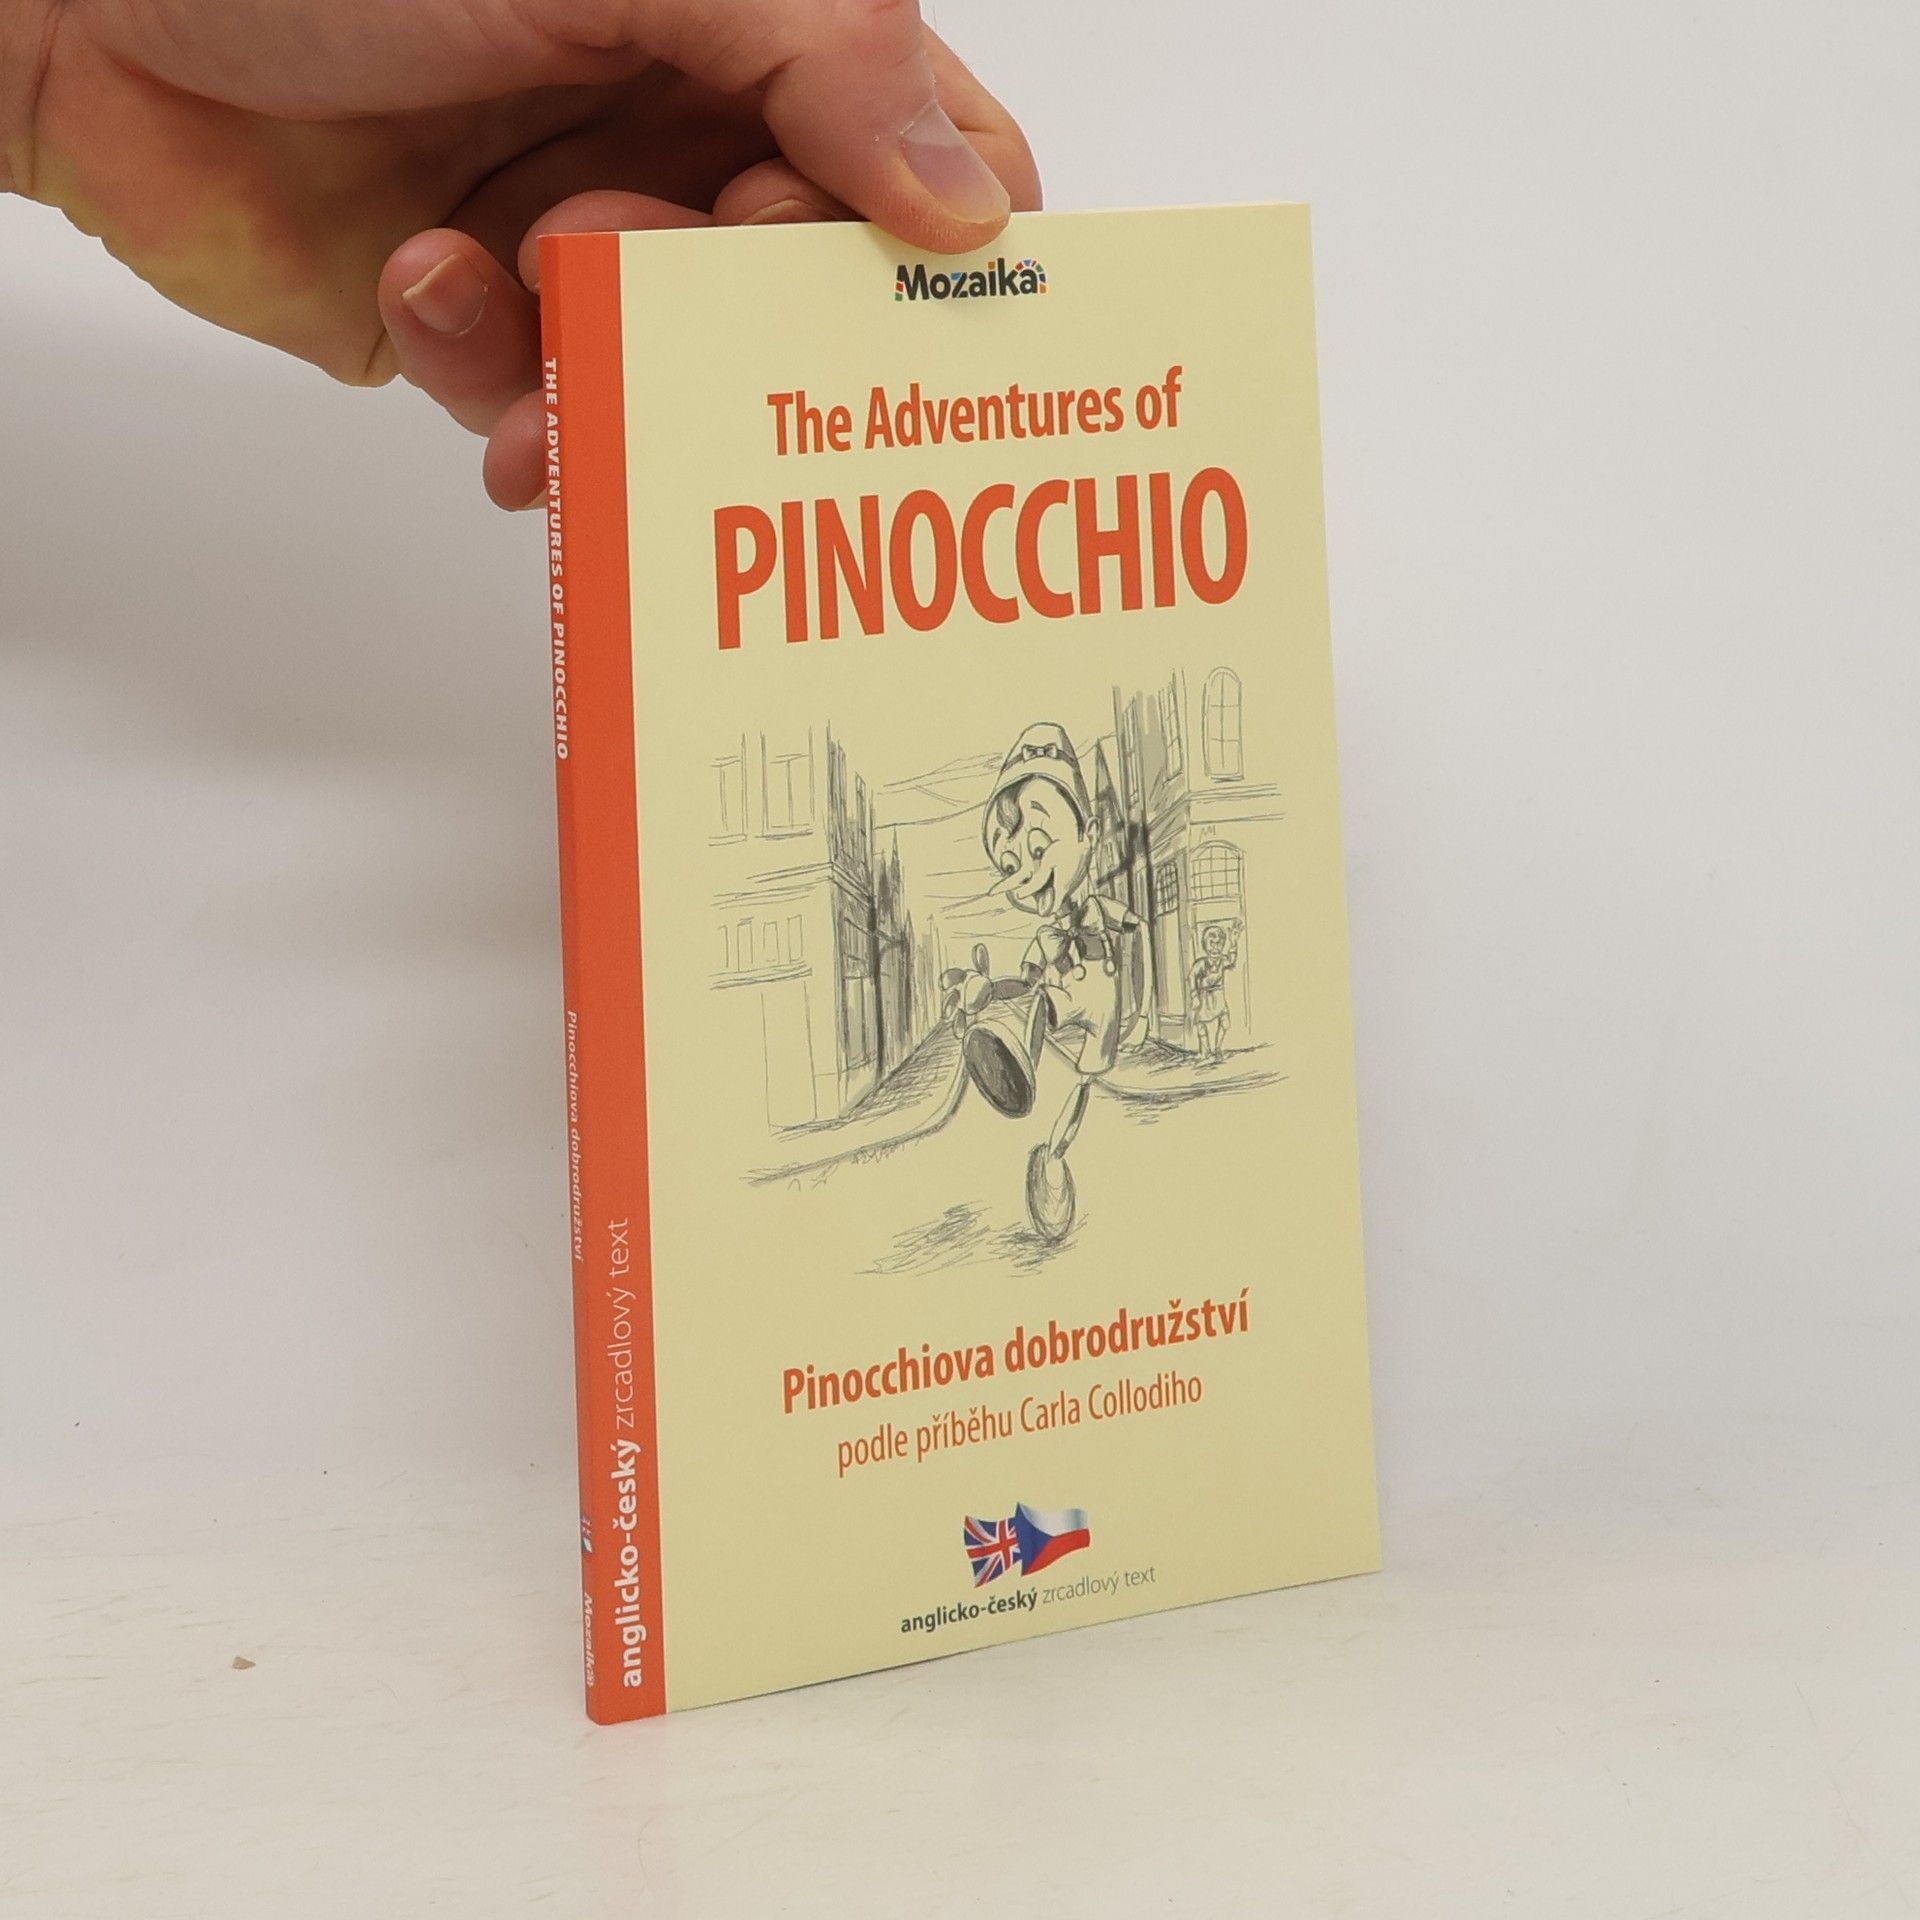 Mozaika
The Adventures of
PINOCCHIO
Pinocchiova dobrodružství
podle příběhu Carla Collodiho
anglicko-český zrcadlový text
anglicko-český zrcadlový text
THE ADVENTURES OF PINOCCHIO
Pinocchiova dobrodružství
Mozaika